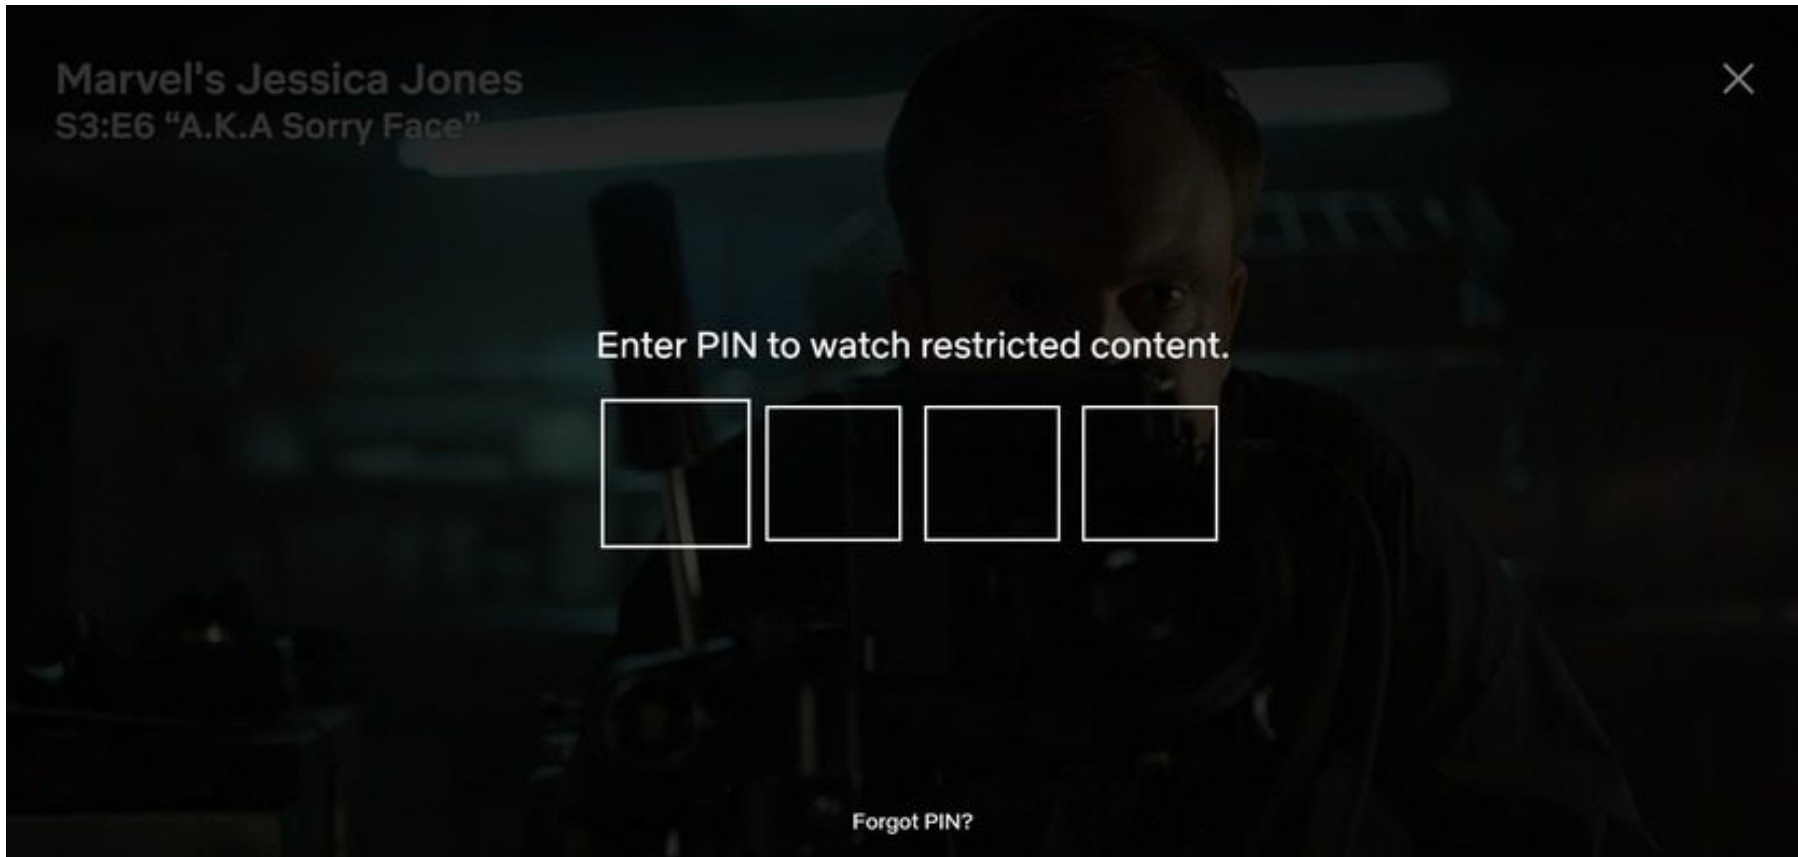 Marvel's Jessica Jones
S3:E6 “A.K.A Sorry Face”
Enter PIN to watch restricted content.
Forgot PIN?